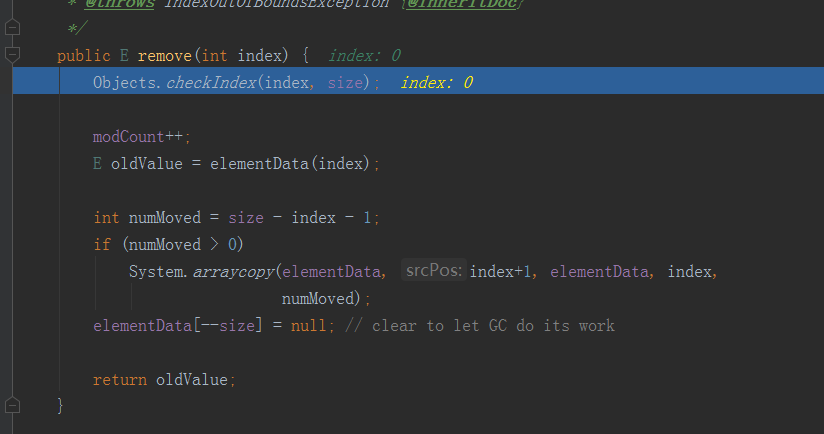 * @throws IndexOutOfBoundsException {@inheritDoc}
*/
public E remove(int index) {  index: 0
Objects.checkIndex(index, size);  index: 0
modCount++;
E oldValue = elementData(index);
int numMoved = size - index - 1;
if (numMoved > 0)
System.arraycopy(elementData, srcPos: index+1, elementData, index,
numMoved);
elementData[--size] = null; // clear to let GC do its work
return oldValue;
}